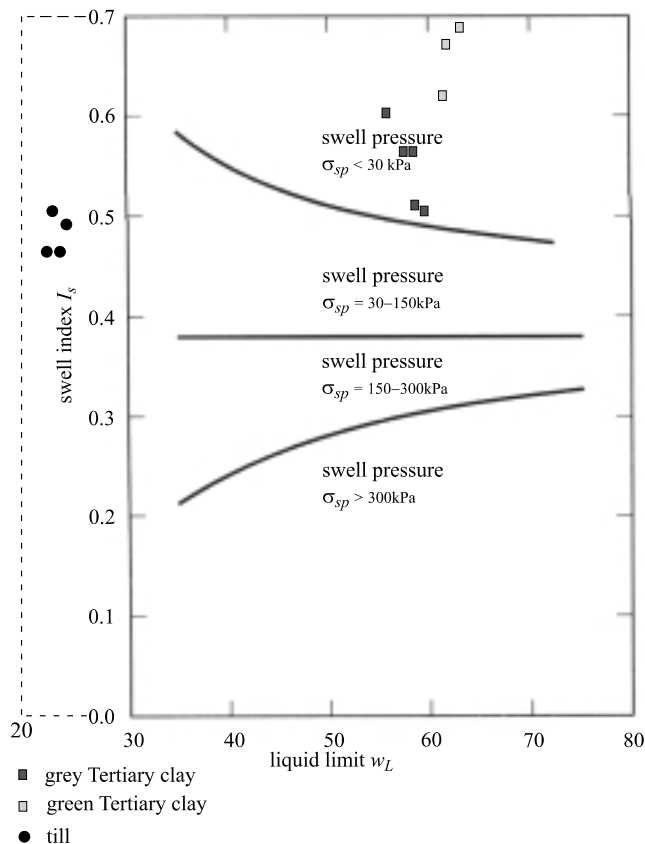 0.7
0.6
swell pressure
σsp < 30 kPa
0.5
swell pressure
σsp = 30–150kPa
0.4
swell index Is
swell pressure
σsp = 150–300kPa
0.3
swell pressure
σsp > 300kPa
0.2
0.1
0.0
20
30 40 50 60 70 80
liquid limit wL
grey Tertiary clay
green Tertiary clay
till